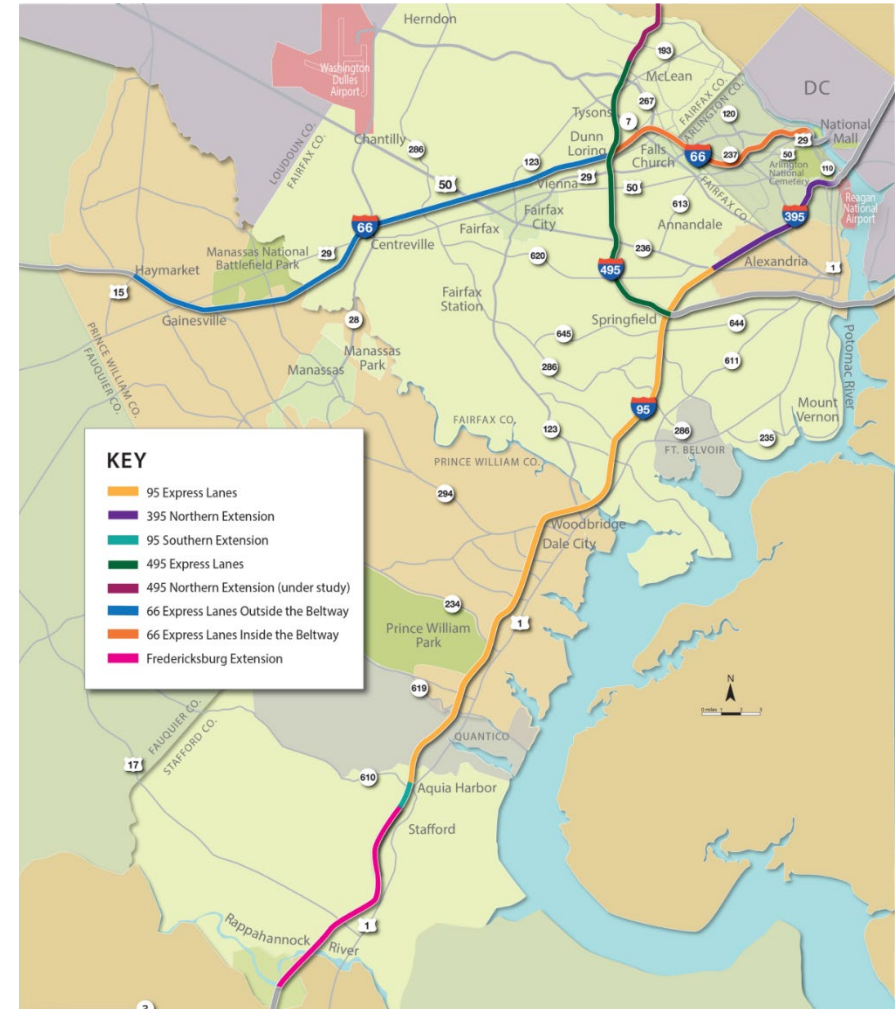 Herndon
193
McLean
Washington
Dulles
Airport
DC
267
Tysons
FAIRFAX CO.
ARLINGTON CO.
120
7
LOUDOUN CO.
FAIRFAX CO.
Chantilly
286
Dunn
Loring
National
Mall
29
123
Falls
Church
66
237
50
Arlington
National
Cemetery
110
50
Vienna
29
50
FAIRFAX CO.
Reagan
National
Airport
613
395
66
Fairfax
Fairfax
City
Annandale
Centreville
Manassas National
Battlefield Park
29
236
620
Alexandria
1
Haymarket
495
15
Gainesville
Fairfax
Station
Springfield
644
28
645
PRINCE WILLIAM CO.
FAUQUIER CO.
Manassas
Park
611
Potomac River
Manassas
286
95
Mount
Vernon
FAIRFAX CO.
123
286
235
FT. BELVOIR
PRINCE WILLIAM CO.
KEY
95 Express Lanes
395 Northern Extension
95 Southern Extension
495 Express Lanes
495 Northern Extension (under study)
66 Express Lanes Outside the Beltway
66 Express Lanes Inside the Beltway
Fredericksburg Extension
294
Woodbridge
Dale City
234
1
Prince William
Park
619
N
0 miles 1 2 3
QUANTICO
FAUQUIER CO.
STAFFORD CO.
17
610
Aquia Harbor
Stafford
Rappahannock
River
1